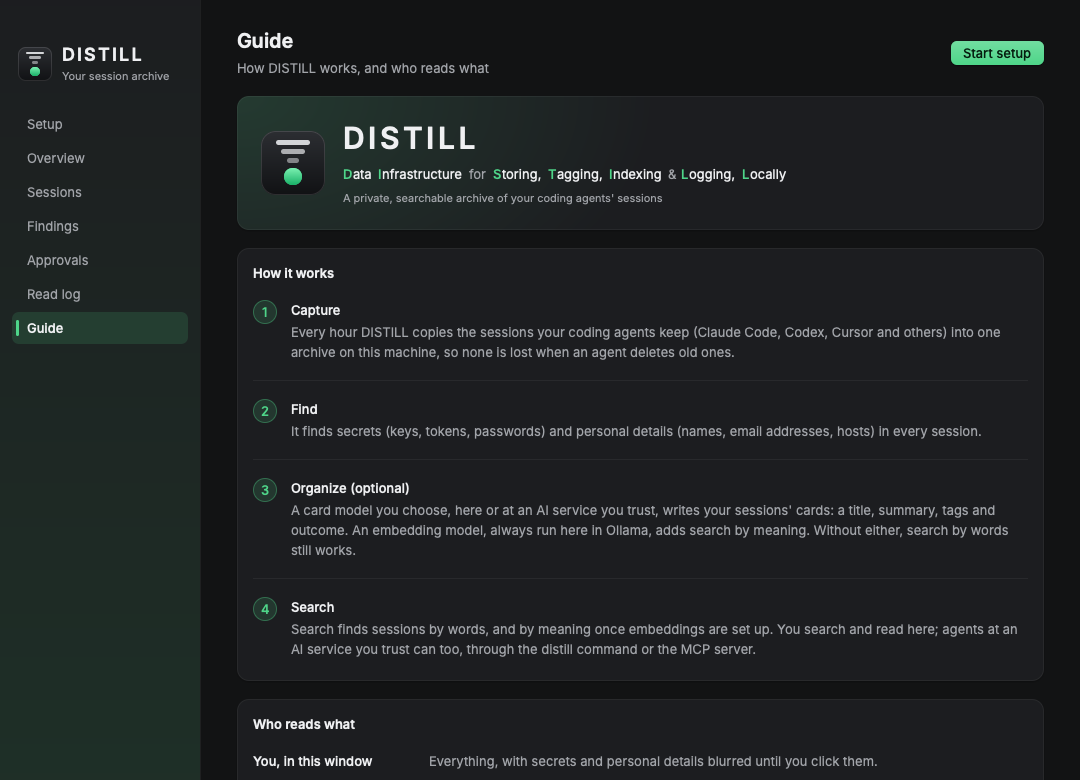 DISTILL
Your session archive
Setup
Overview
Sessions
Findings
Approvals
Read log
Guide
Guide
How DISTILL works, and who reads what
Start setup
DISTILL
Data Infrastructure for Storing, Tagging, Indexing & Logging, Locally
A private, searchable archive of your coding agents' sessions
How it works
1
Capture
Every hour DISTILL copies the sessions your coding agents keep (Claude Code, Codex, Cursor and others) into one
archive on this machine, so none is lost when an agent deletes old ones.
2
Find
It finds secrets (keys, tokens, passwords) and personal details (names, email addresses, hosts) in every session.
3
Organize (optional)
A card model you choose, here or at an AI service you trust, writes your sessions' cards: a title, summary, tags and
outcome. An embedding model, always run here in Ollama, adds search by meaning. Without either, search by words
still works.
4
Search
Search finds sessions by words, and by meaning once embeddings are set up. You search and read here; agents at an
AI service you trust can too, through the distill command or the MCP server.
Who reads what
You, in this window
Everything, with secrets and personal details blurred until you click them.